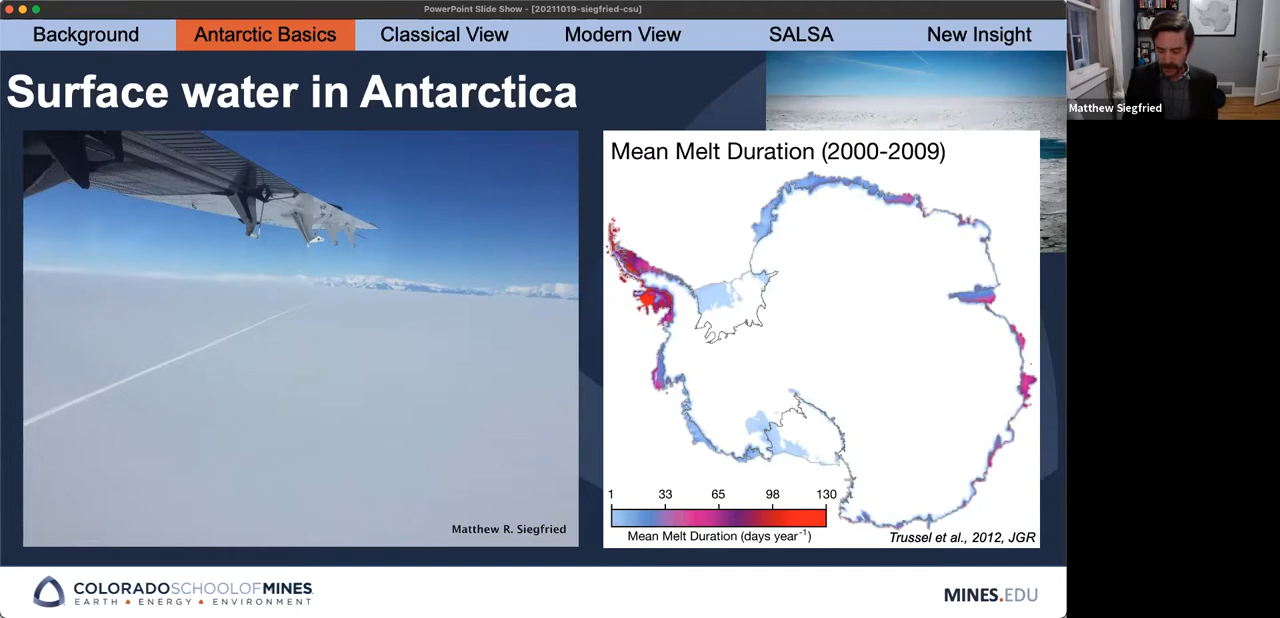 PowerPoint Slide Show - [20211019-siegfried-csu]
Background Antarctic Basics Classical View Modern View SALSA New Insight
Surface water in Antarctica
Matthew Siegfried
Mean Melt Duration (2000-2009)
1 33 65 98 130
Mean Melt Duration (days year⁻¹)
Trussel et al., 2012, JGR
Matthew R. Siegfried
COLORADOSCHOOLOFMINES
EARTH • ENERGY • ENVIRONMENT
MINES.EDU